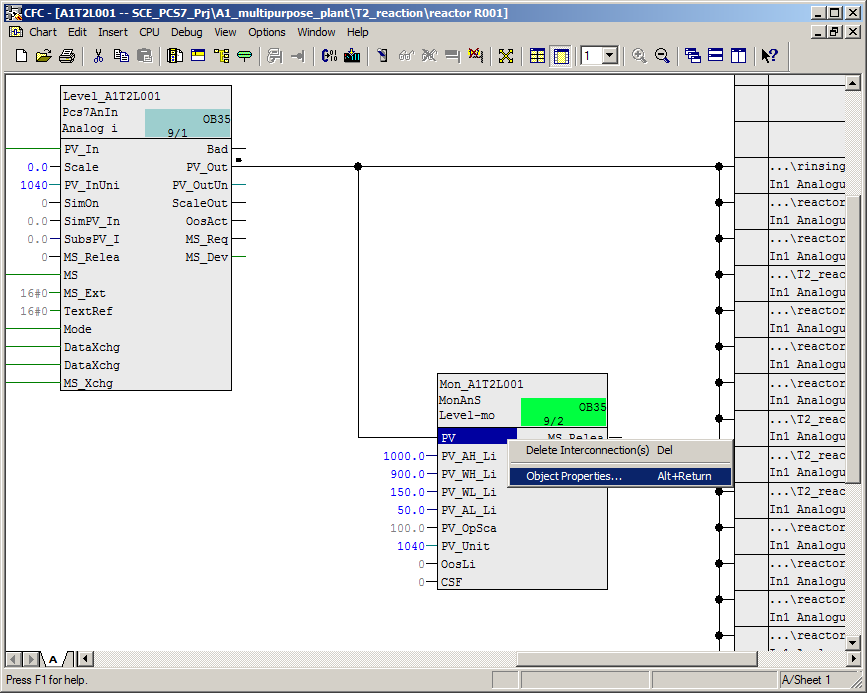 CFC - [A1T2L001 -- SCE_PCS7_Prj\A1_multipurpose_plant\T2_reaction\reactor R001]
Chart Edit Insert CPU Debug View Options Window Help
1
Level_A1T2L001
Pcs7AnIn
Analog i
OB35
9/1
PV_In Bad
0.0 Scale PV_Out
1040 PV_InUni PV_OutUn
0 SimOn ScaleOut
0.0 SimPV_In OosAct
0.0 SubsPV_I MS_Req
0 MS_Relea MS_Dev
MS
16#0 MS_Ext
16#0 TextRef
Mode
DataXchg
DataXchg
MS_Xchg
Mon_A1T2L001
MonAnS
Level-mo
OB35
9/2
PV MS_Relea
1000.0 PV_AH_Li
900.0 PV_WH_Li
150.0 PV_WL_Li
50.0 PV_AL_Li
100.0 PV_OpSca
1040 PV_Unit
0 OosLi
0 CSF
Delete Interconnection(s) Del
Object Properties... Alt+Return
...\rinsing
In1 Analogu
...\reactor
In1 Analogu
...\reactor
In1 Analogu
...\T2_reac
In1 Analogu
...\reactor
In1 Analogu
...\reactor
In1 Analogu
...\reactor
In1 Analogu
...\T2_reac
In1 Analogu
...\T2_reac
In1 Analogu
...\T2_reac
In1 Analogu
...\reactor
In1 Analogu
...\reactor
In1 Analogu
...\reactor
In1 Analogu
...\reactor
A
Press F1 for help.
A/Sheet 1